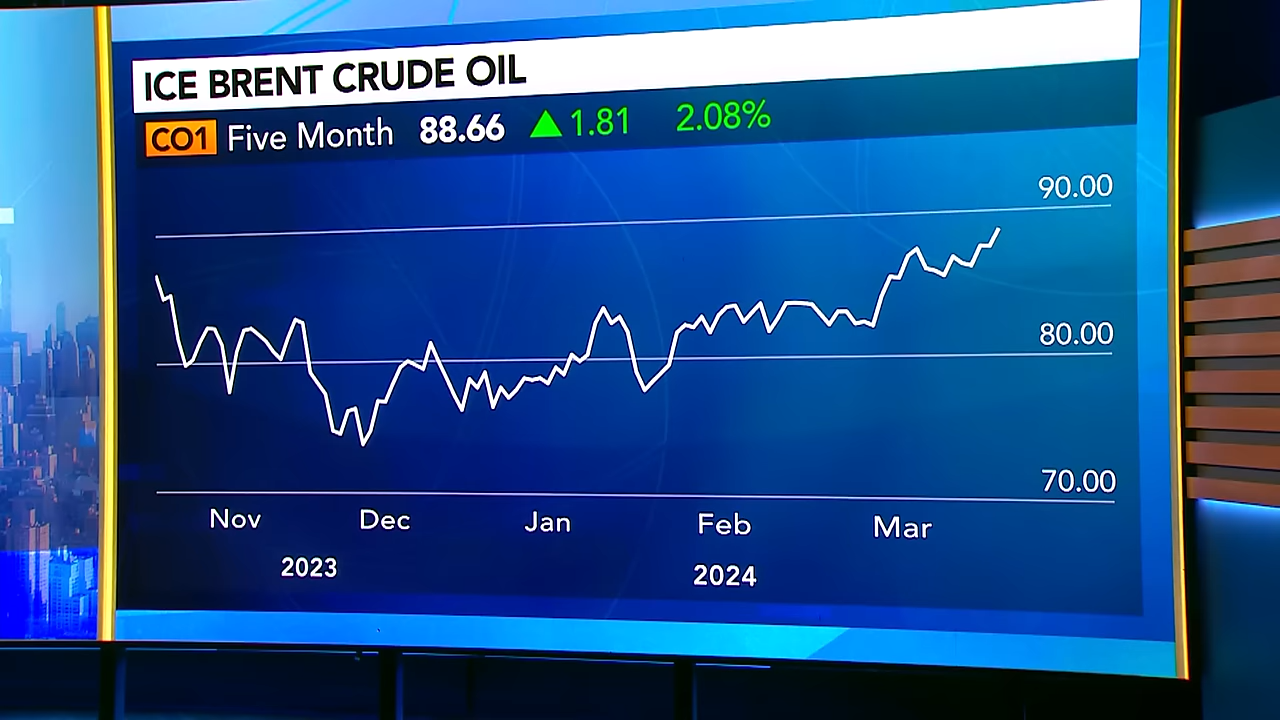 ICE BRENT CRUDE OIL
CO1 Five Month 88.66 ▲ 1.81 2.08%
90.00
80.00
70.00
Nov Dec Jan Feb Mar
2023 2024